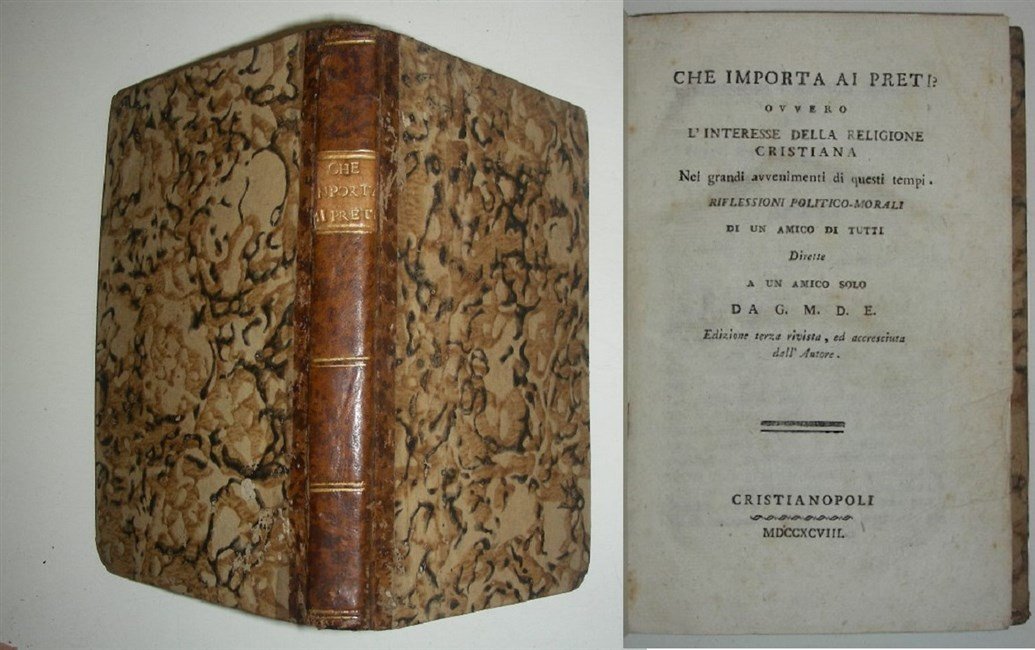 CHE
IMPORTA
AI PRETI
CHE IMPORTA AI PRETI?
OVVERO
L'INTERESSE DELLA RELIGIONE
CRISTIANA
Nei grandi avvenimenti di questi tempi.
RIFLESSIONI POLITICO-MORALI
DI UN AMICO DI TUTTI
Dirette
A UN AMICO SOLO
DA G. M. D. E.
Edizione terza rivista, ed accresciuta
dall' Autore.
CRISTIANOPOLI
MDCCXCVIII.